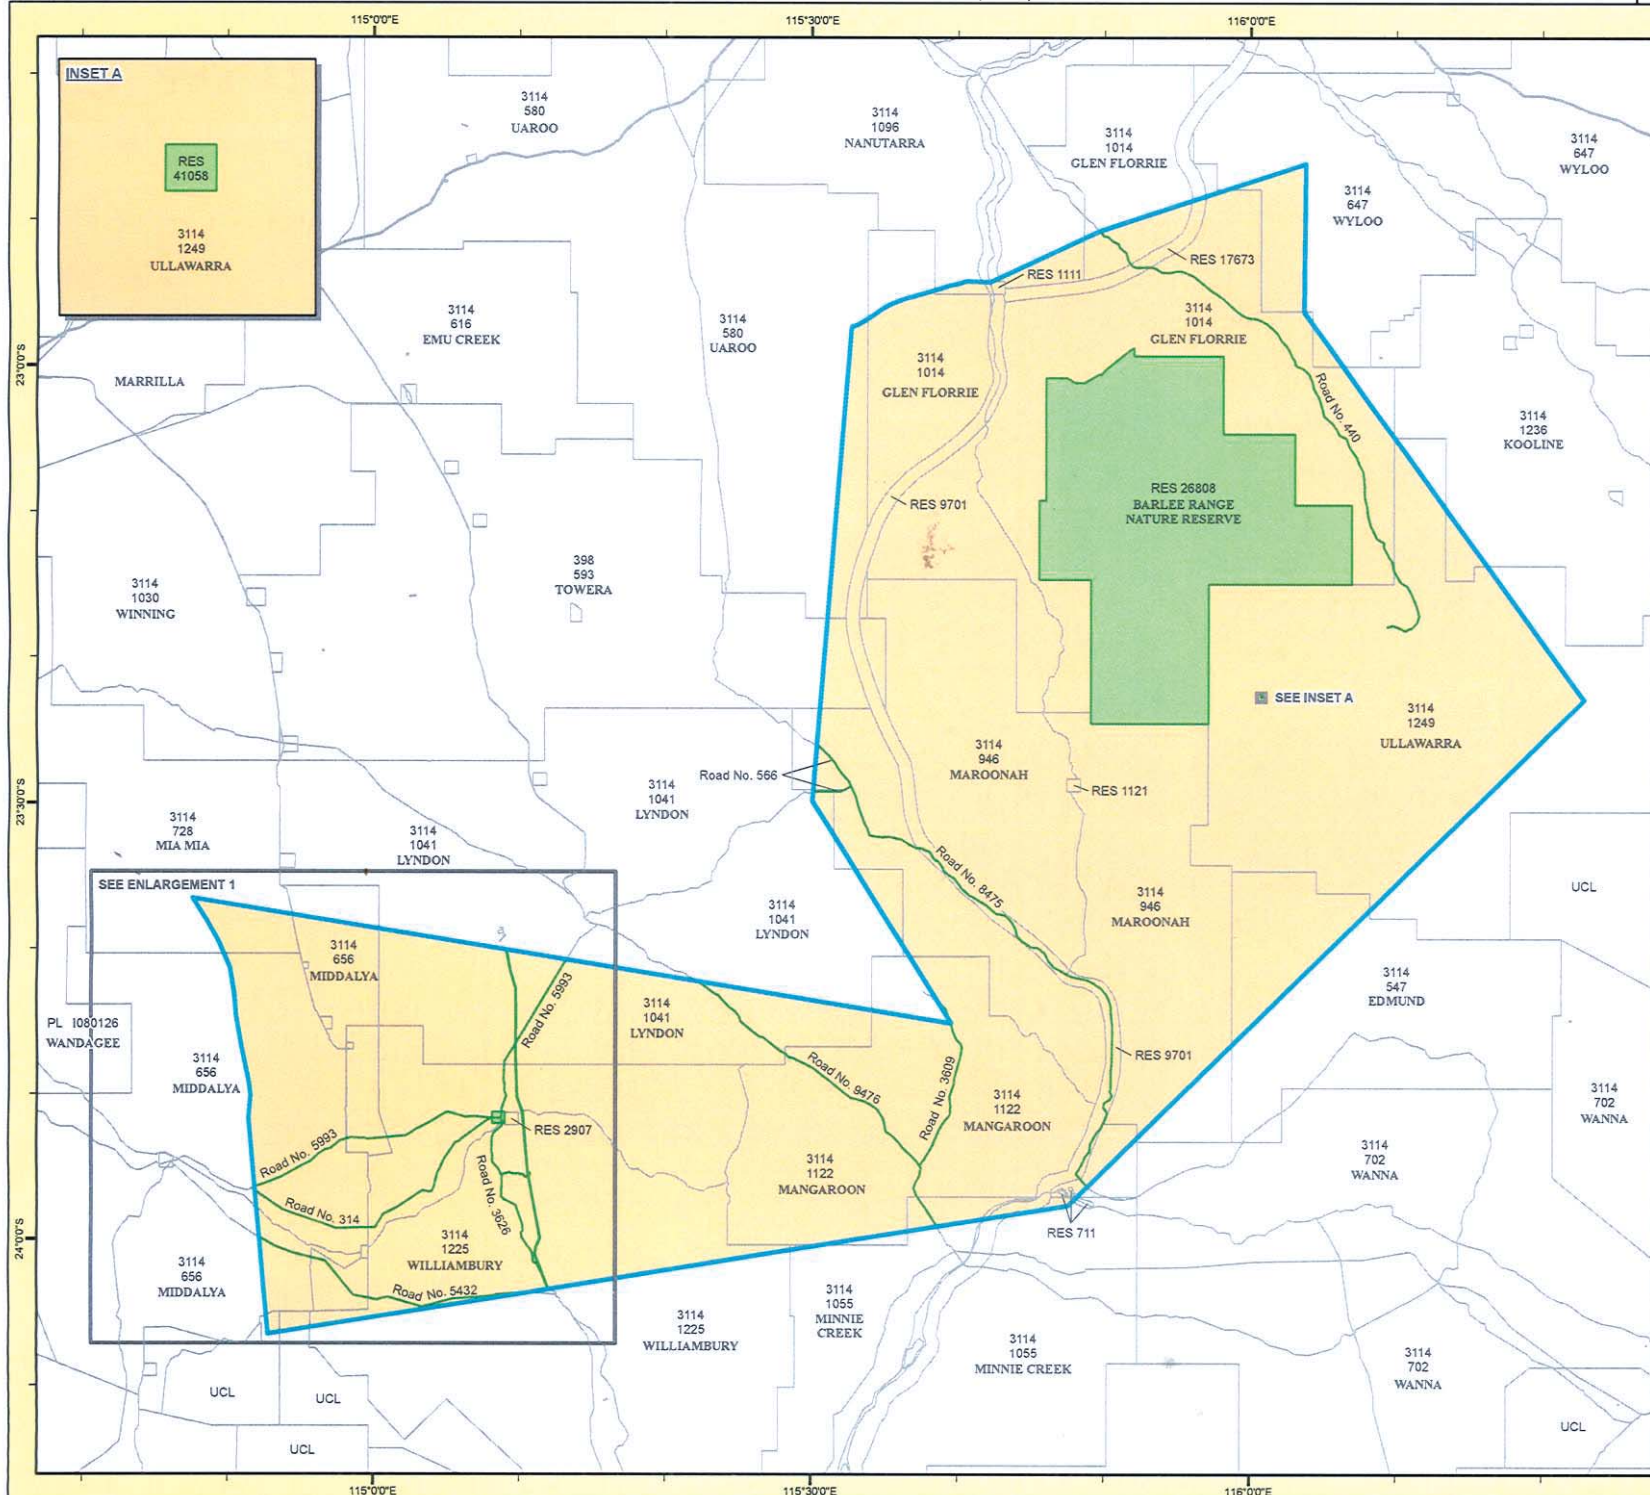 115°0'0"E
115°30'0"E
116°0'0"E
INSET A
RES
41058
3114
1249
ULLAWARRA
3114
580
UAROO
3114
1096
NANUTARRA
3114
1014
GLEN FLORRIE
3114
647
WYLOO
3114
647
WYLOO
RES 17673
RES 1111
3114
616
EMU CREEK
3114
580
UAROO
3114
1014
GLEN FLORRIE
3114
1014
GLEN FLORRIE
23°0'0"S
MARRILLA
Road No. 440
3114
1236
KOOLINE
RES 26808
BARLEE RANGE
NATURE RESERVE
RES 9701
3114
1030
WINNING
398
593
TOWERA
SEE INSET A
3114
1249
ULLAWARRA
3114
946
MAROONAH
Road No. 566
RES 1121
23°30'0"S
3114
728
MIA MIA
3114
1041
LYNDON
3114
1041
LYNDON
Road No. 8475
SEE ENLARGEMENT 1
3114
1041
LYNDON
3114
946
MAROONAH
UCL
3114
656
MIDDALYA
3114
547
EDMUND
Road No. 5993
3114
1041
LYNDON
PL I080126
WANDAGEE
3114
656
MIDDALYA
Road No. 9476
Road No. 3609
RES 9701
3114
1122
MANGAROON
3114
702
WANNA
RES 2907
Road No. 5993
3114
702
WANNA
3114
1122
MANGAROON
Road No. 314
Road No. 3626
24°0'0"S
3114
1225
WILLIAMBURY
RES 711
3114
656
MIDDALYA
Road No. 5432
3114
1225
WILLIAMBURY
3114
1055
MINNIE
CREEK
3114
1055
MINNIE CREEK
3114
702
WANNA
UCL
UCL
UCL
UCL
115°0'0"E
115°30'0"E
116°0'0"E